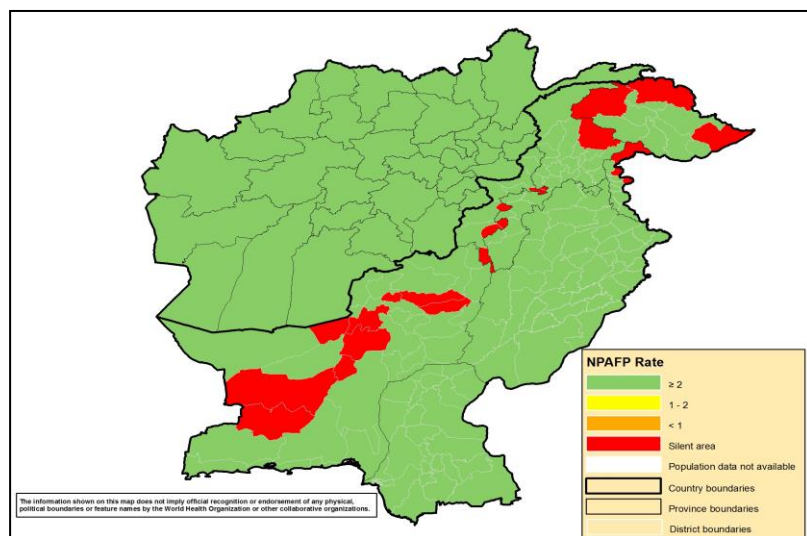 NPAFP Rate
≥ 2
1 - 2
< 1
Silent area
Population data not available
Country boundaries
Province boundaries
District boundaries
The information shown on this map does not imply official recognition or endorsement of any physical,
political boundaries or feature names by the World Health Organization or other collaborative organizations.